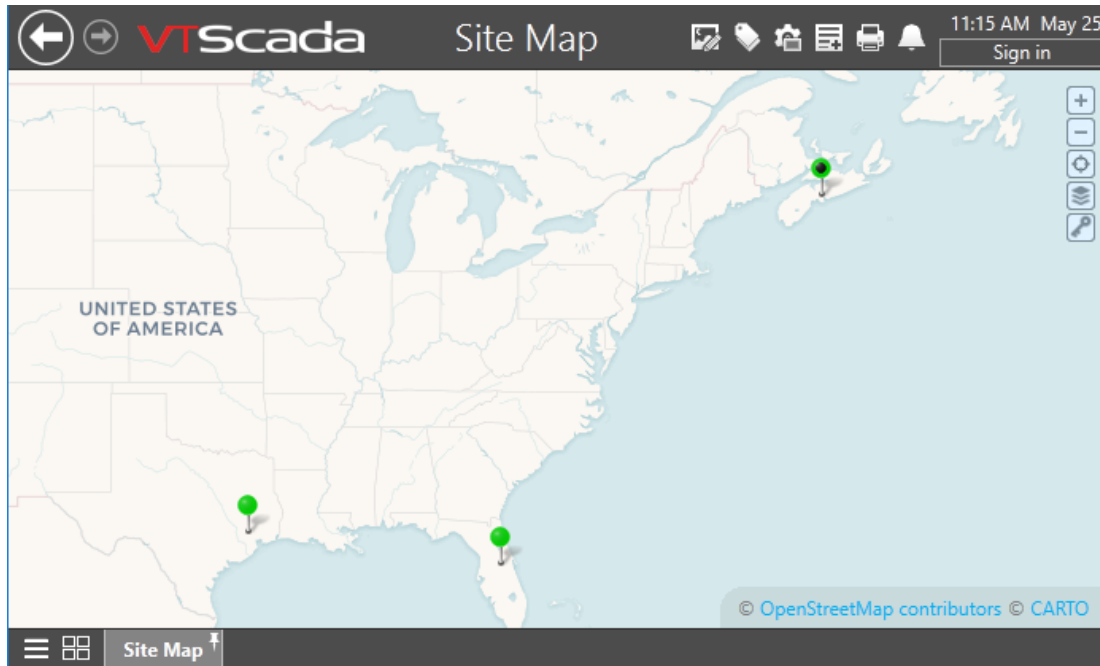 VTScada
Site Map
11:15 AM May 25
Sign in
UNITED STATES
OF AMERICA
© OpenStreetMap contributors © CARTO
Site Map